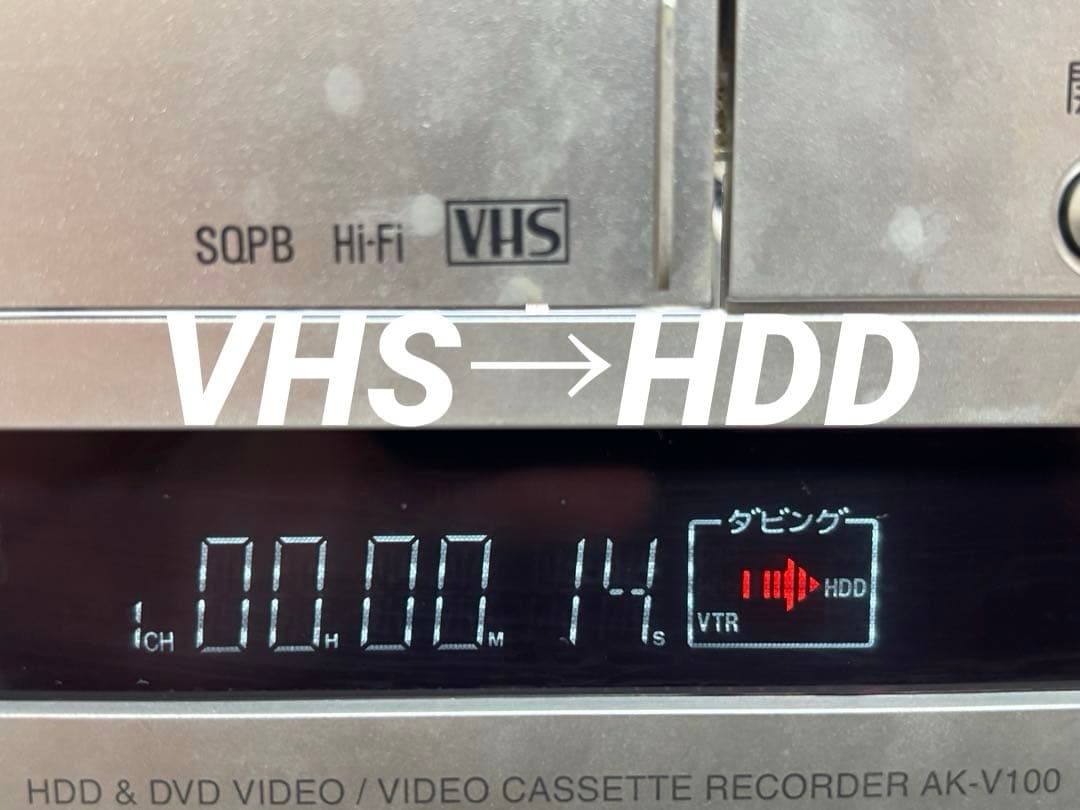 開
SQPB Hi-Fi VHS
VHS→HDD
ダビング
1CH 00H 00M 14S
HDD
VTR
HDD & DVD VIDEO / VIDEO CASSETTE RECORDER AK-V100